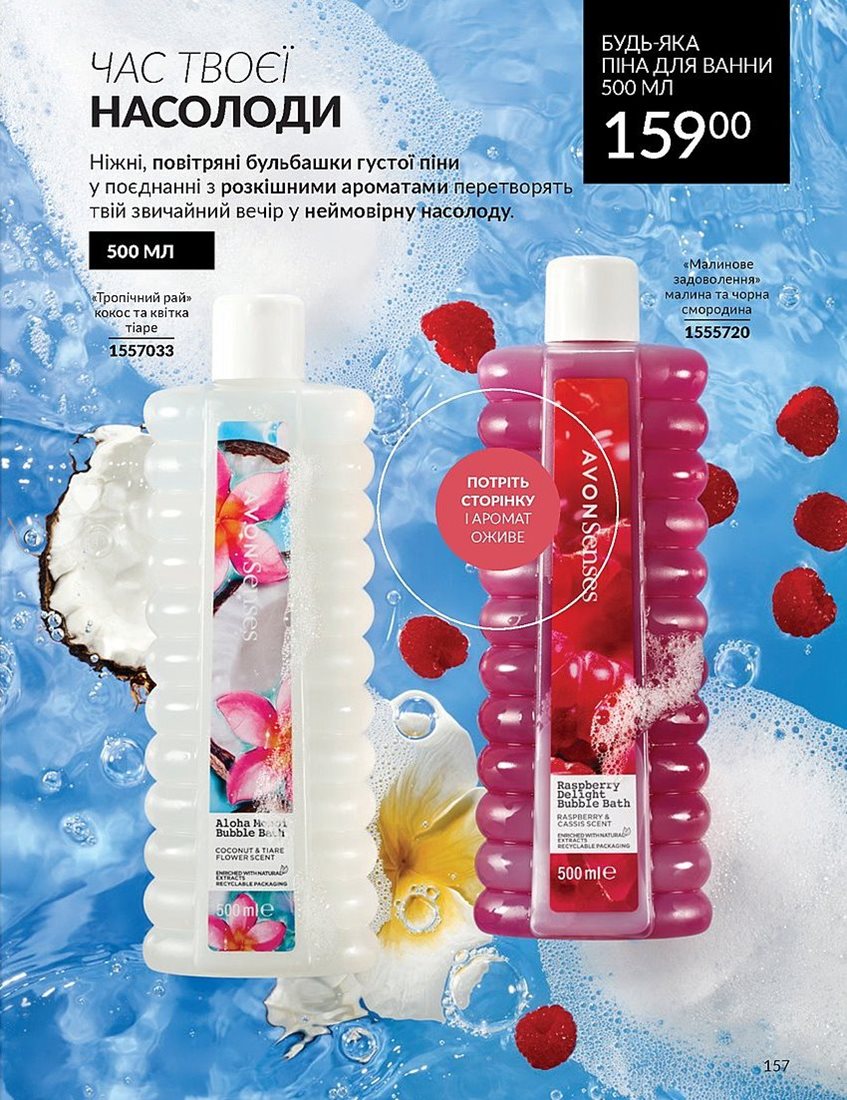 ЧАС ТВОЄЇ
НАСОЛОДИ
Ніжні, повітряні бульбашки густої піни
у поєднанні з розкішними ароматами перетворять
твій звичайний вечір у неймовірну насолоду.
500 МЛ
БУДЬ-ЯКА
ПІНА ДЛЯ ВАННИ
500 МЛ
159⁰⁰
«Тропічний рай»
кокос та квітка
тіаре
1557033
«Малинове
задоволення»
малина та чорна
смородина
1555720
ПОТРІТЬ
СТОРІНКУ
І АРОМАТ
ОЖИВЕ
AVON Senses
Aloha
Bubble Bath
COCONUT & TIARE
FLOWER SCENT
ENRICHED WITH NATURAL
EXTRACTS
RECYCLABLE PACKAGING
500 ml e
AVON Senses
Raspberry
Delight
Bubble Bath
RASPBERRY &
CASSIS SCENT
ENRICHED WITH NATURAL
EXTRACTS
RECYCLABLE PACKAGING
500 ml e
157